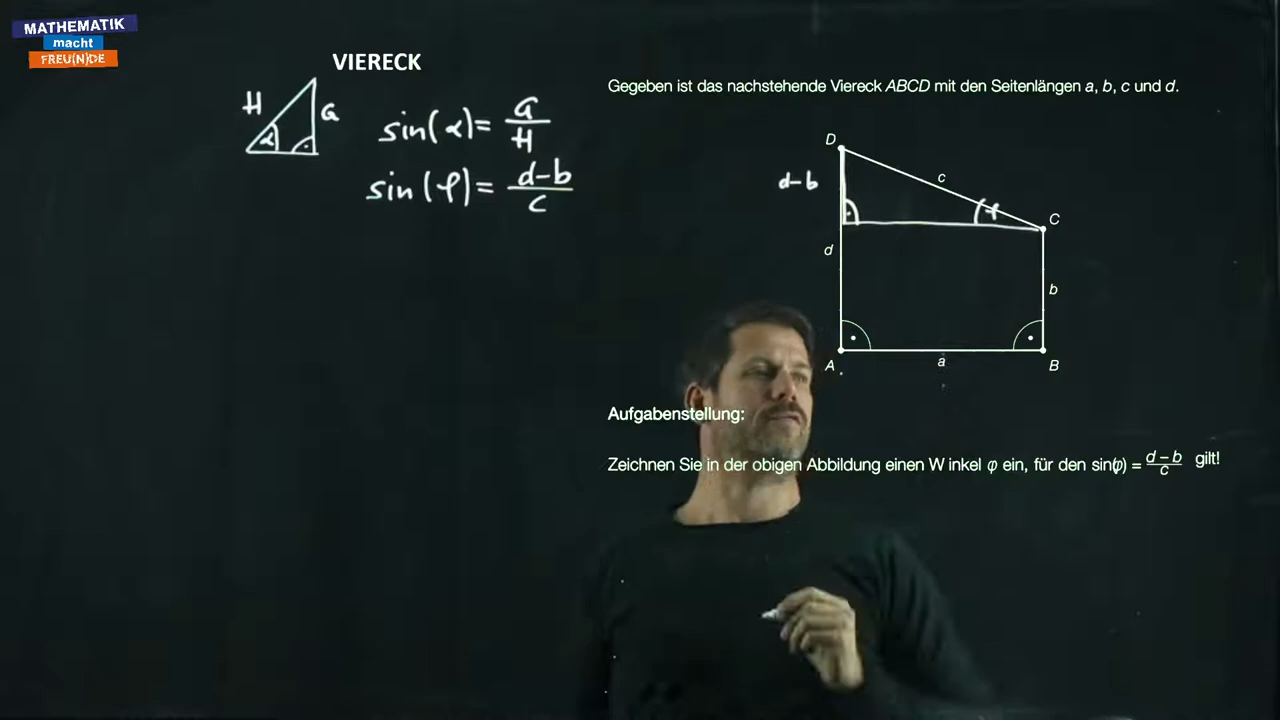 MATHEMATIK
macht
FREU(N)DE
VIERECK
H
G
α
sin(α) = G/H
sin(φ) = d-b/c
Gegeben ist das nachstehende Viereck ABCD mit den Seitenlängen a, b, c und d.
D
d-b
c
φ
C
d
b
A
a
B
Aufgabenstellung:
Zeichnen Sie in der obigen Abbildung einen W inkel φ ein, für den sin(φ) = d – b/c gilt!